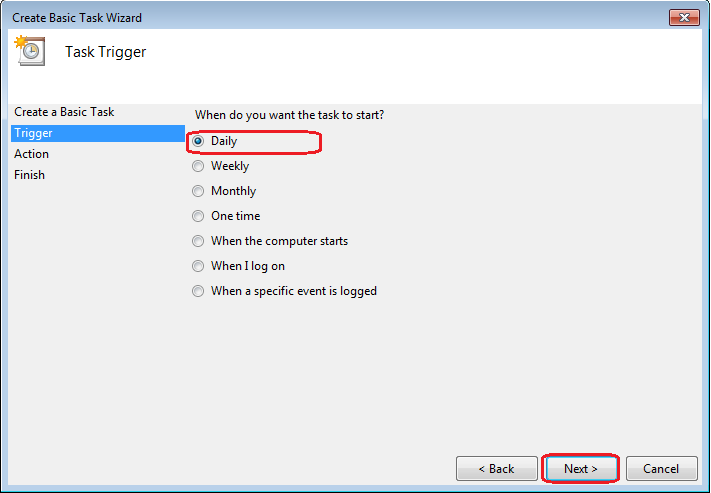 Create Basic Task Wizard
Task Trigger
Create a Basic Task
Trigger
Action
Finish
When do you want the task to start?
Daily
Weekly
Monthly
One time
When the computer starts
When I log on
When a specific event is logged
< Back
Next >
Cancel